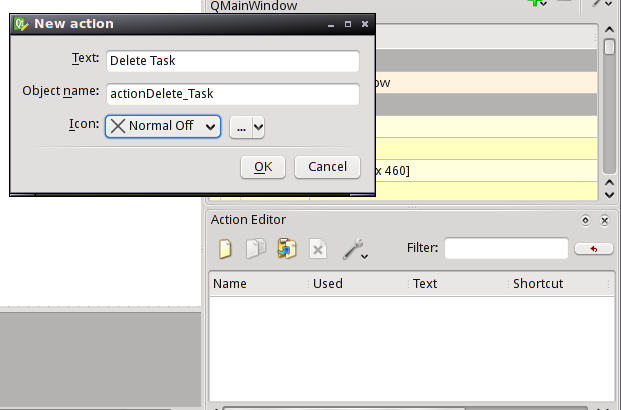 QMainWindow
New action
Text: Delete Task
Object name: actionDelete_Task
Icon: Normal Off ...
OK Cancel
x 460]
Action Editor
Filter:
Name Used Text Shortcut